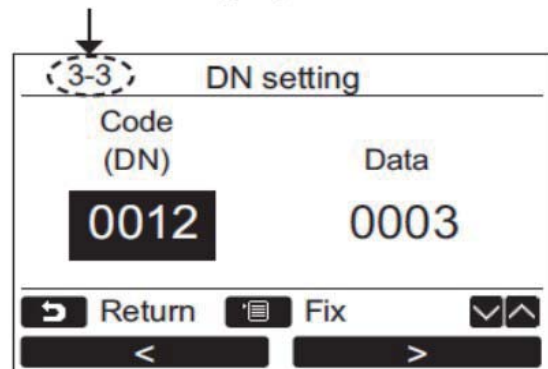 3-3 DN setting
Code
(DN) Data
0012 0003
Return Fix
< >